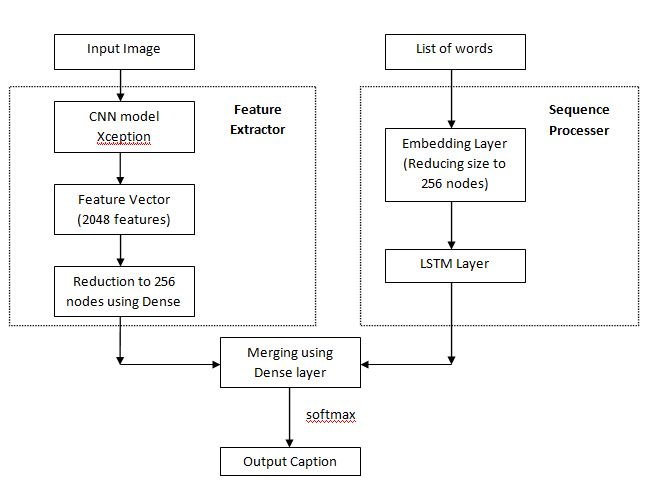 Input Image
List of words
Feature
Extractor
CNN model
Xception
Feature Vector
(2048 features)
Reduction to 256
nodes using Dense
Sequence
Processer
Embedding Layer
(Reducing size to
256 nodes)
LSTM Layer
Merging using
Dense layer
softmax
Output Caption